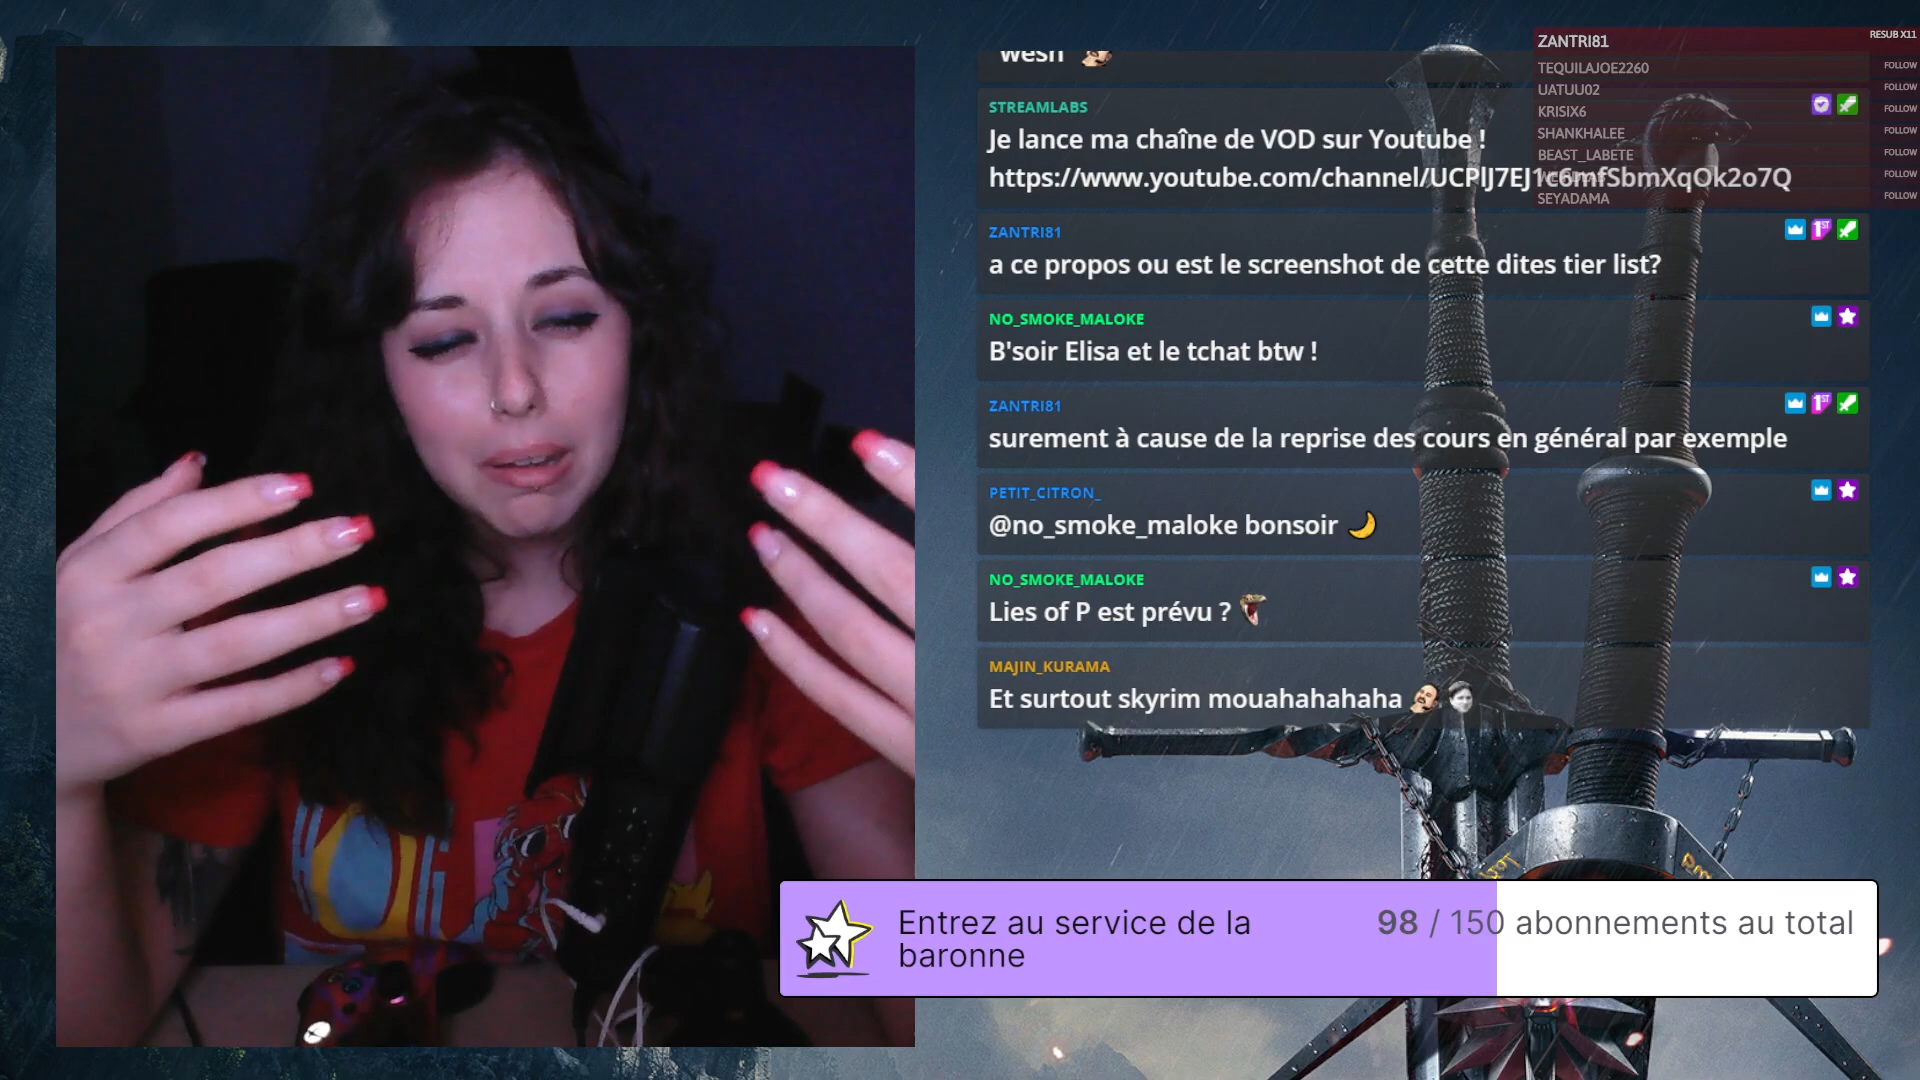 wesh
STREAMLABS
Je lance ma chaîne de VOD sur Youtube !
https://www.youtube.com/channel/UCPlJ7EJ1c6mfSbmXqOk2o7Q
ZANTRI81
a ce propos ou est le screenshot de cette dites tier list?
NO_SMOKE_MALOKE
B'soir Elisa et le tchat btw !
ZANTRI81
surement à cause de la reprise des cours en général par exemple
PETIT_CITRON_
@no_smoke_maloke bonsoir
NO_SMOKE_MALOKE
Lies of P est prévu ?
MAJIN_KURAMA
Et surtout skyrim mouahahahaha
ZANTRI81 RESUB X11
TEQUILAJOE2260 FOLLOW
UATUU02 FOLLOW
KRISIX6 FOLLOW
SHANKHALEE FOLLOW
BEAST_LABETE FOLLOW
FOLLOW
SEYADAMA FOLLOW
Entrez au service de la
baronne
98 / 150 abonnements au total